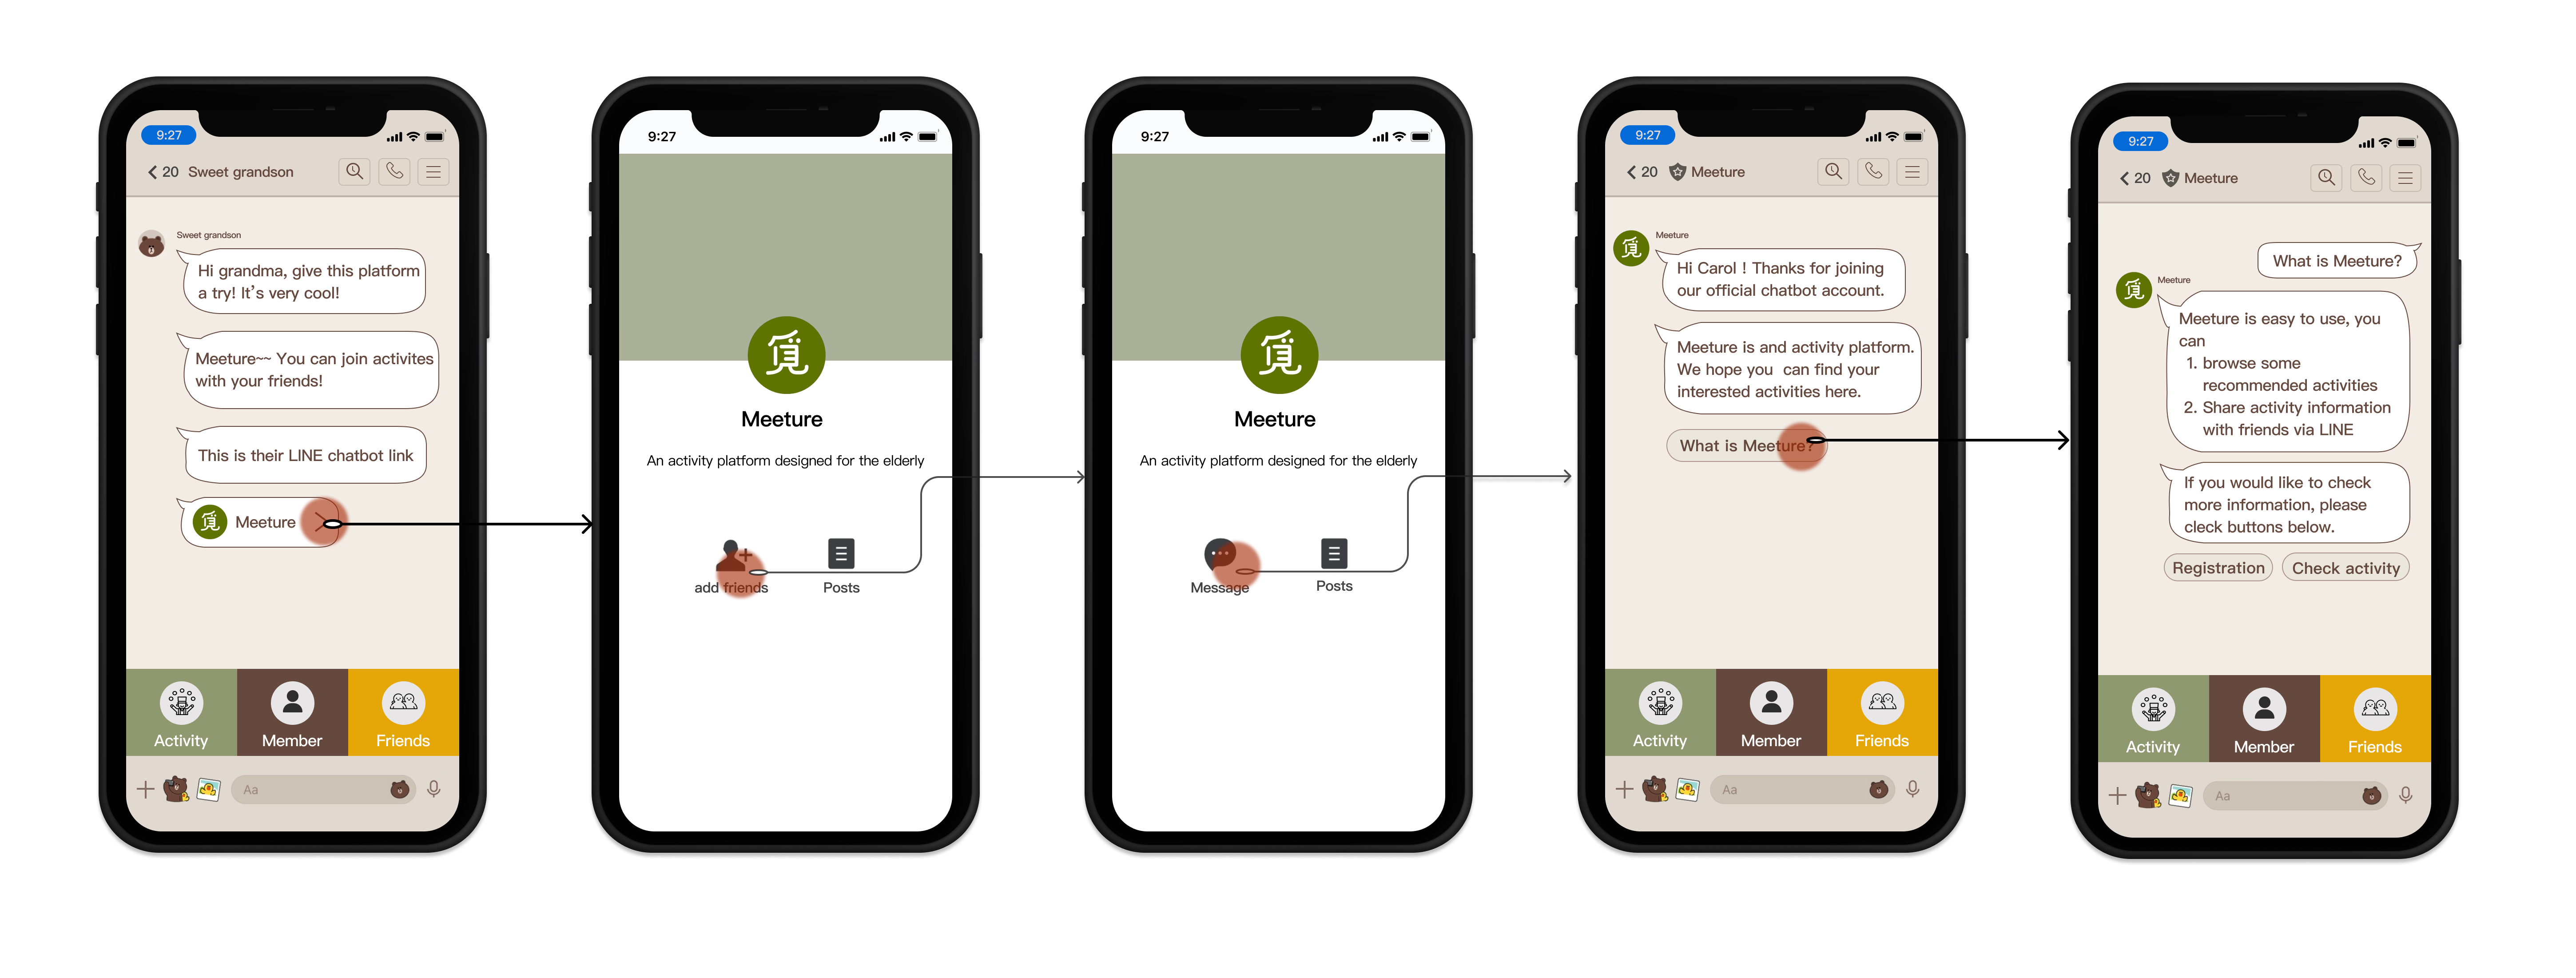 9:27
20 Sweet grandson
Sweet grandson
Hi grandma, give this platform
a try! It's very cool!
Meeture~~ You can join activites
with your friends!
This is their LINE chatbot link
覓 Meeture
Activity
Member
Friends
Aa
9:27
覓
Meeture
An activity platform designed for the elderly
add friends
Posts
9:27
覓
Meeture
An activity platform designed for the elderly
Message
Posts
9:27
20 Meeture
Meeture
覓
Hi Carol ! Thanks for joining
our official chatbot account.
Meeture is and activity platform.
We hope you  can find your
interested activities here.
What is Meeture?
Activity
Member
Friends
Aa
9:27
20 Meeture
What is Meeture?
Meeture
覓
Meeture is easy to use, you
can
1. browse some
recommended activities
2. Share activity information
with friends via LINE
If you would like to check
more information, please
cleck buttons below.
Registration
Check activity
Activity
Member
Friends
Aa